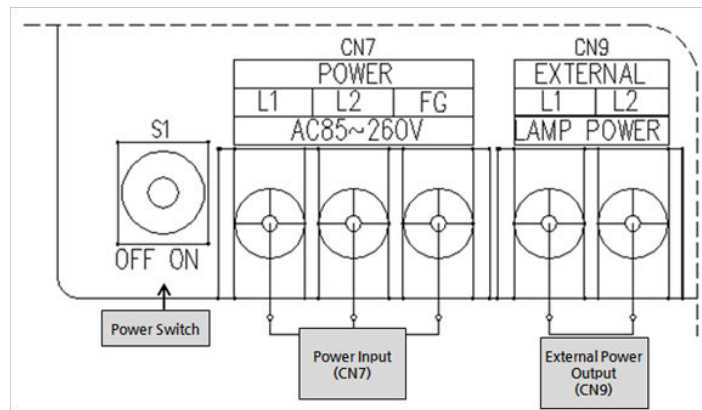 CN7
POWER
L1 L2 FG
AC85~260V
CN9
EXTERNAL
L1 L2
LAMP POWER
S1
OFF ON
Power Switch
Power Input
(CN7)
External Power
Output
(CN9)